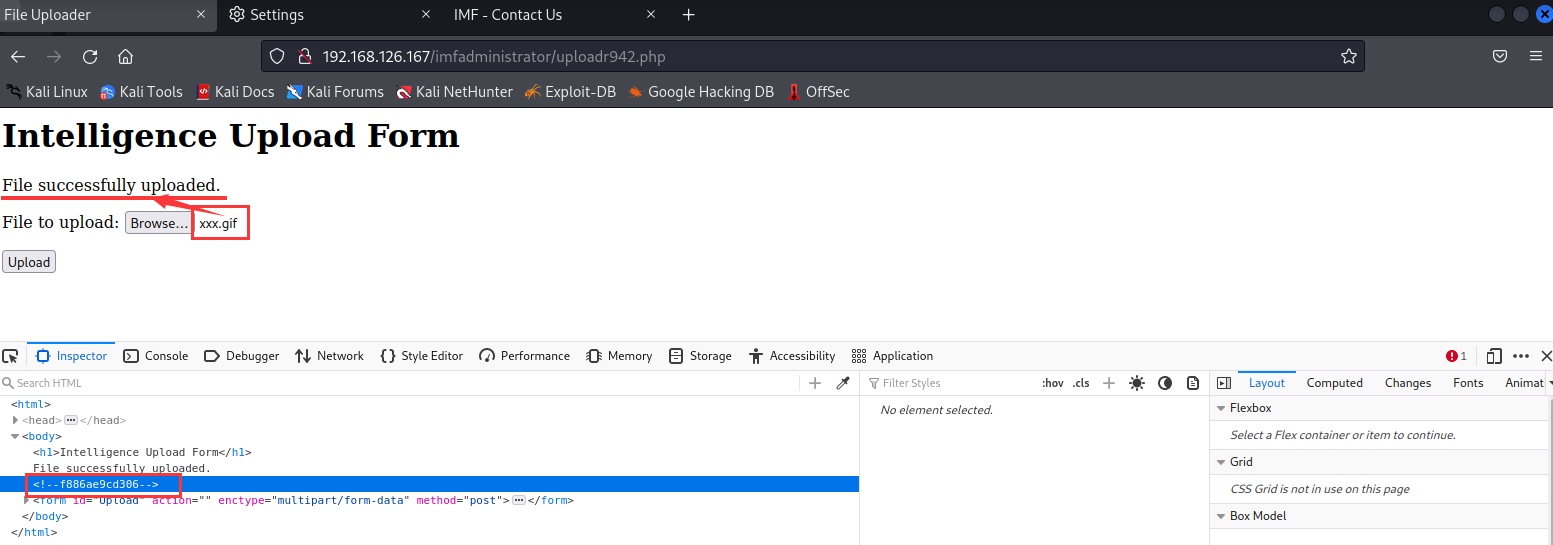 File Uploader Settings IMF - Contact Us
192.168.126.167/imfadministrator/uploadr942.php
Kali Linux Kali Tools Kali Docs Kali Forums Kali NetHunter Exploit-DB Google Hacking DB OffSec
Intelligence Upload Form
File successfully uploaded.
File to upload: Browse... xxx.gif
Upload
Inspector Console Debugger Network Style Editor Performance Memory Storage Accessibility Application 1
Search HTML Filter Styles :hov .cls Layout Computed Changes Fonts Animati
<html>
<head> ••• </head>
<body>
<h1>Intelligence Upload Form</h1>
File successfully uploaded.
<!--f886ae9cd306-->
<form id="Upload" action="" enctype="multipart/form-data" method="post"> ••• </form>
</body>
</html>
No element selected.
Flexbox
Select a Flex container or item to continue.
Grid
CSS Grid is not in use on this page
Box Model